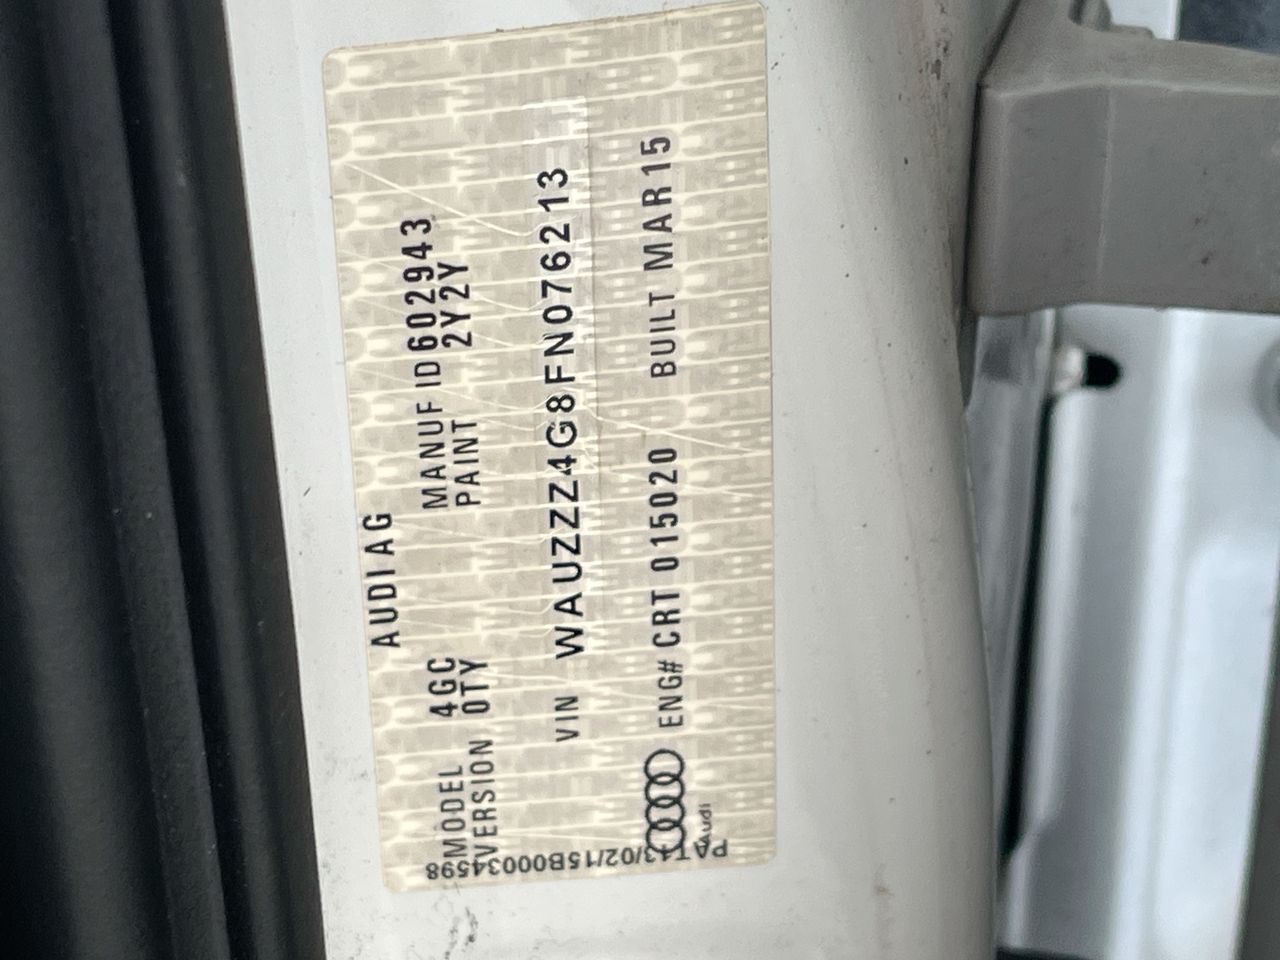 AUDI AG
MODEL 4GC MANUF ID 602943
VERSION 0TY PAINT 2Y2Y
VIN WAUZZZ4G8FN076213
ENG# CRT 015020 BUILT MAR15
Audi
PAT43/02/15B00034598